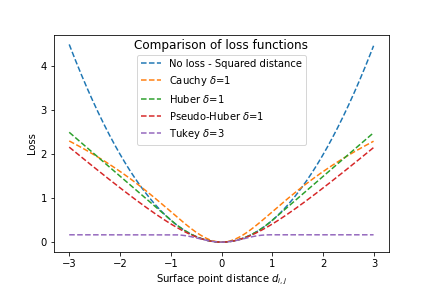 Comparison of loss functions
No loss - Squared distance
Cauchy δ=1
Huber δ=1
Pseudo-Huber δ=1
Tukey δ=3
Loss
4
3
2
1
0
−3
−2
−1
0
1
2
3
Surface point distance d_{i,j}